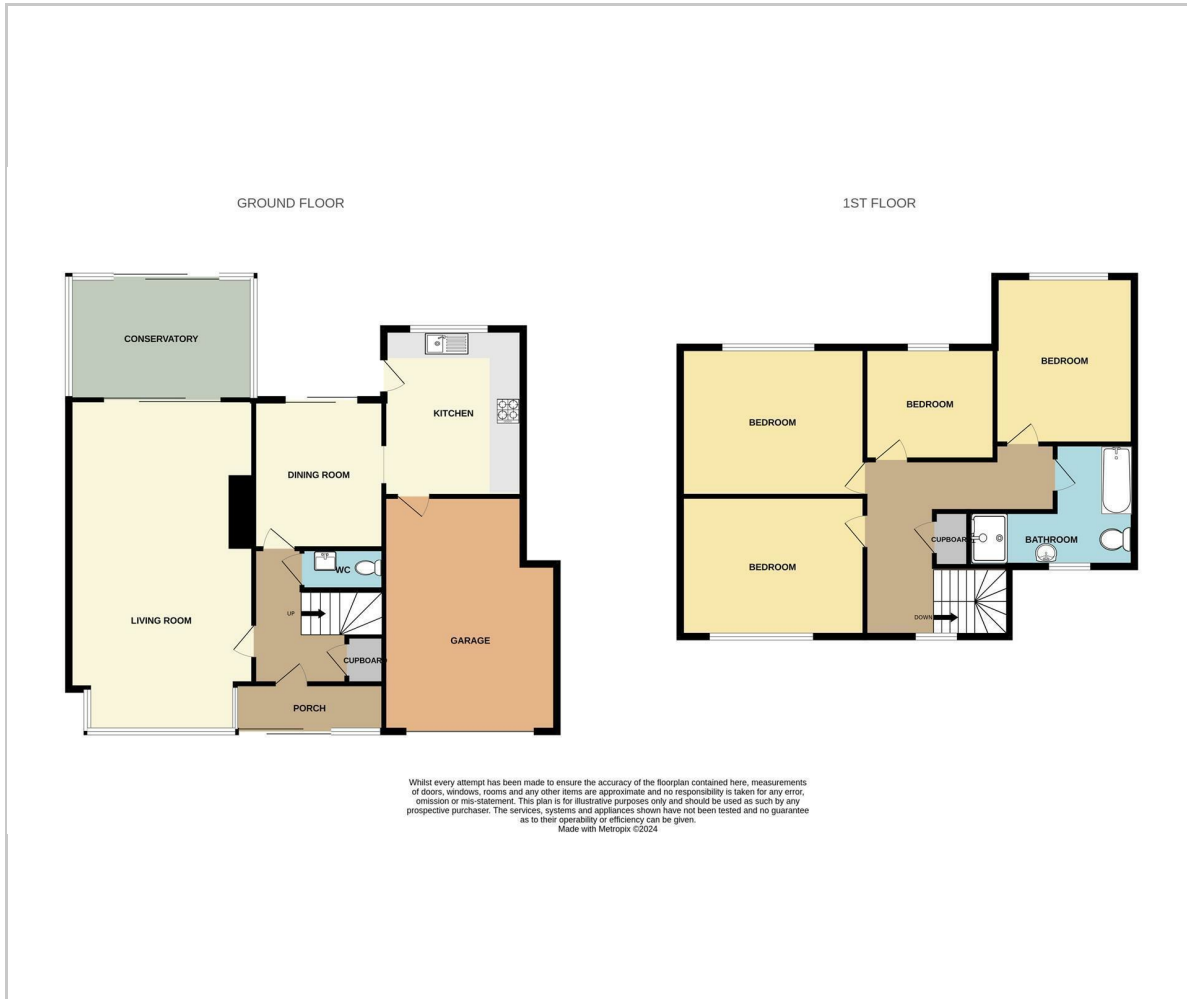 GROUND FLOOR
CONSERVATORY
KITCHEN
DINING ROOM
WC
UP
LIVING ROOM
GARAGE
CUPBOARD
PORCH
1ST FLOOR
BEDROOM
BEDROOM
BEDROOM
CUPBOARD
BATHROOM
BEDROOM
DOWN
Whilst every attempt has been made to ensure the accuracy of the floorplan contained here, measurements
of doors, windows, rooms and any other items are approximate and no responsibility is taken for any error,
omission or mis-statement. This plan is for illustrative purposes only and should be used as such by any
prospective purchaser. The services, systems and appliances shown have not been tested and no guarantee
as to their operability or efficiency can be given.
Made with Metropix ©2024